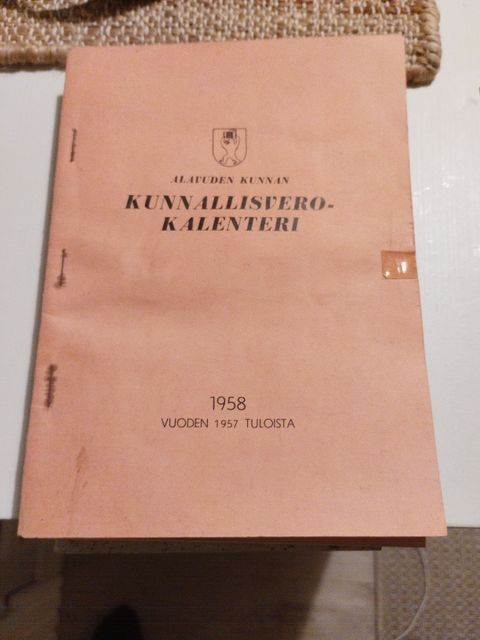 ALAVUDEN KUNNAN
KUNNALLISVERO-
KALENTERI
1958
VUODEN 1957 TULOISTA